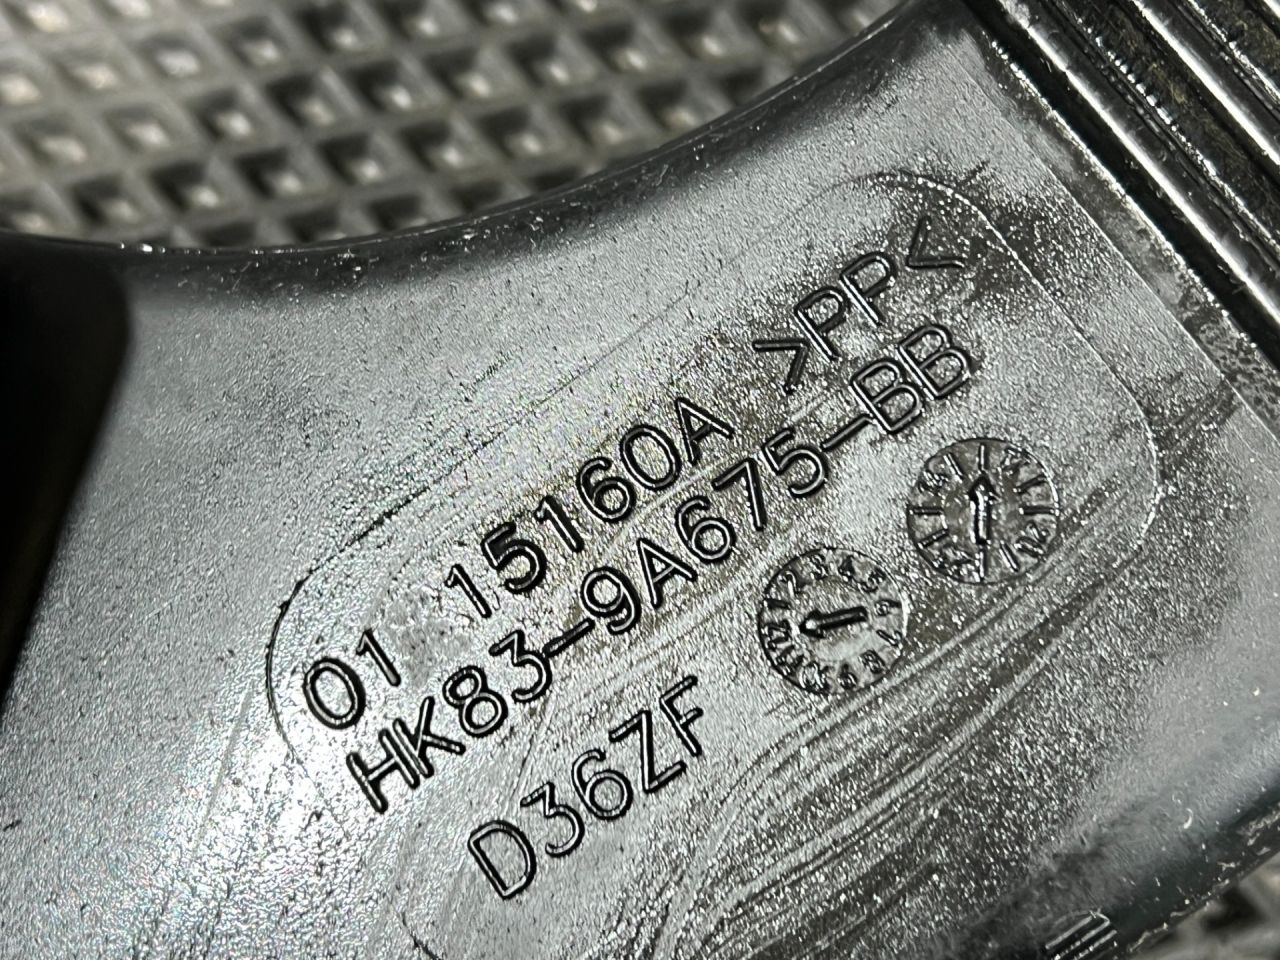 01 15160A >PP<
HK83-9A675-BB
D36ZF